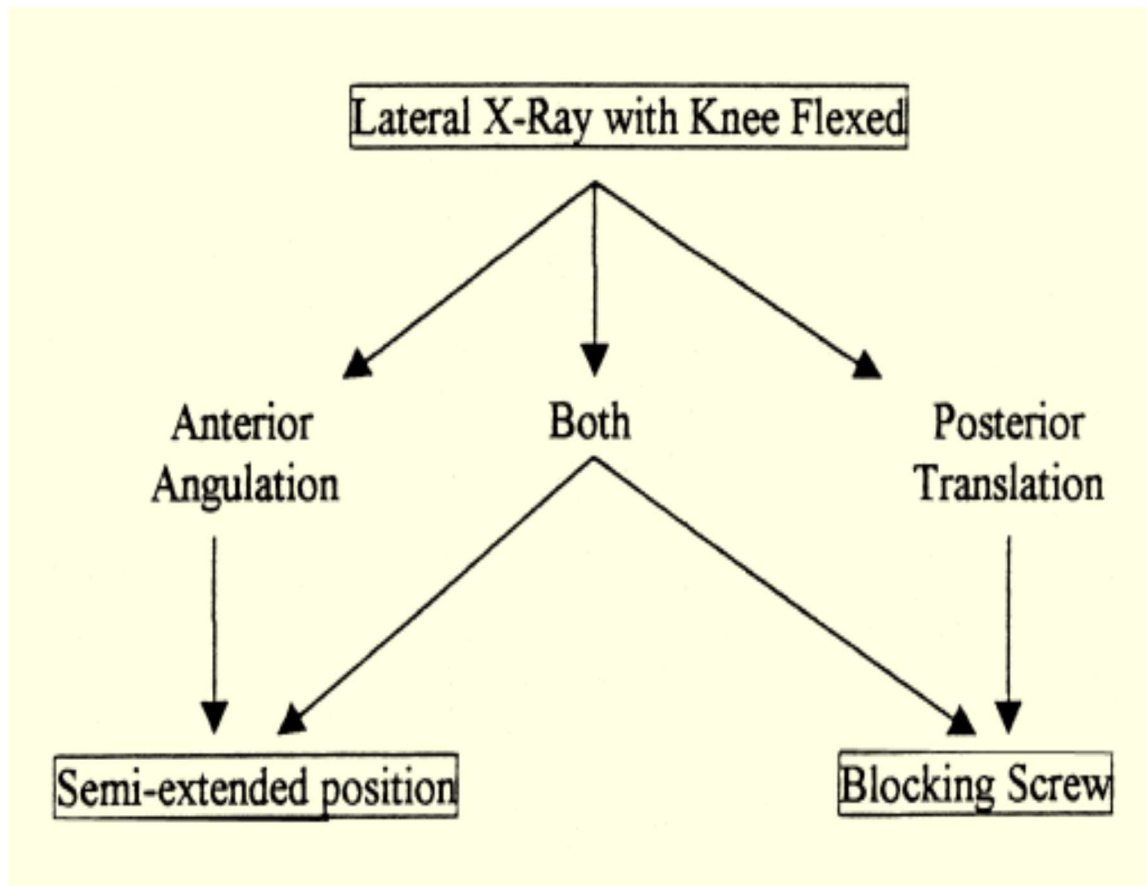 Lateral X-Ray with Knee Flexed
Anterior
Angulation
Both
Posterior
Translation
Semi-extended position
Blocking Screw